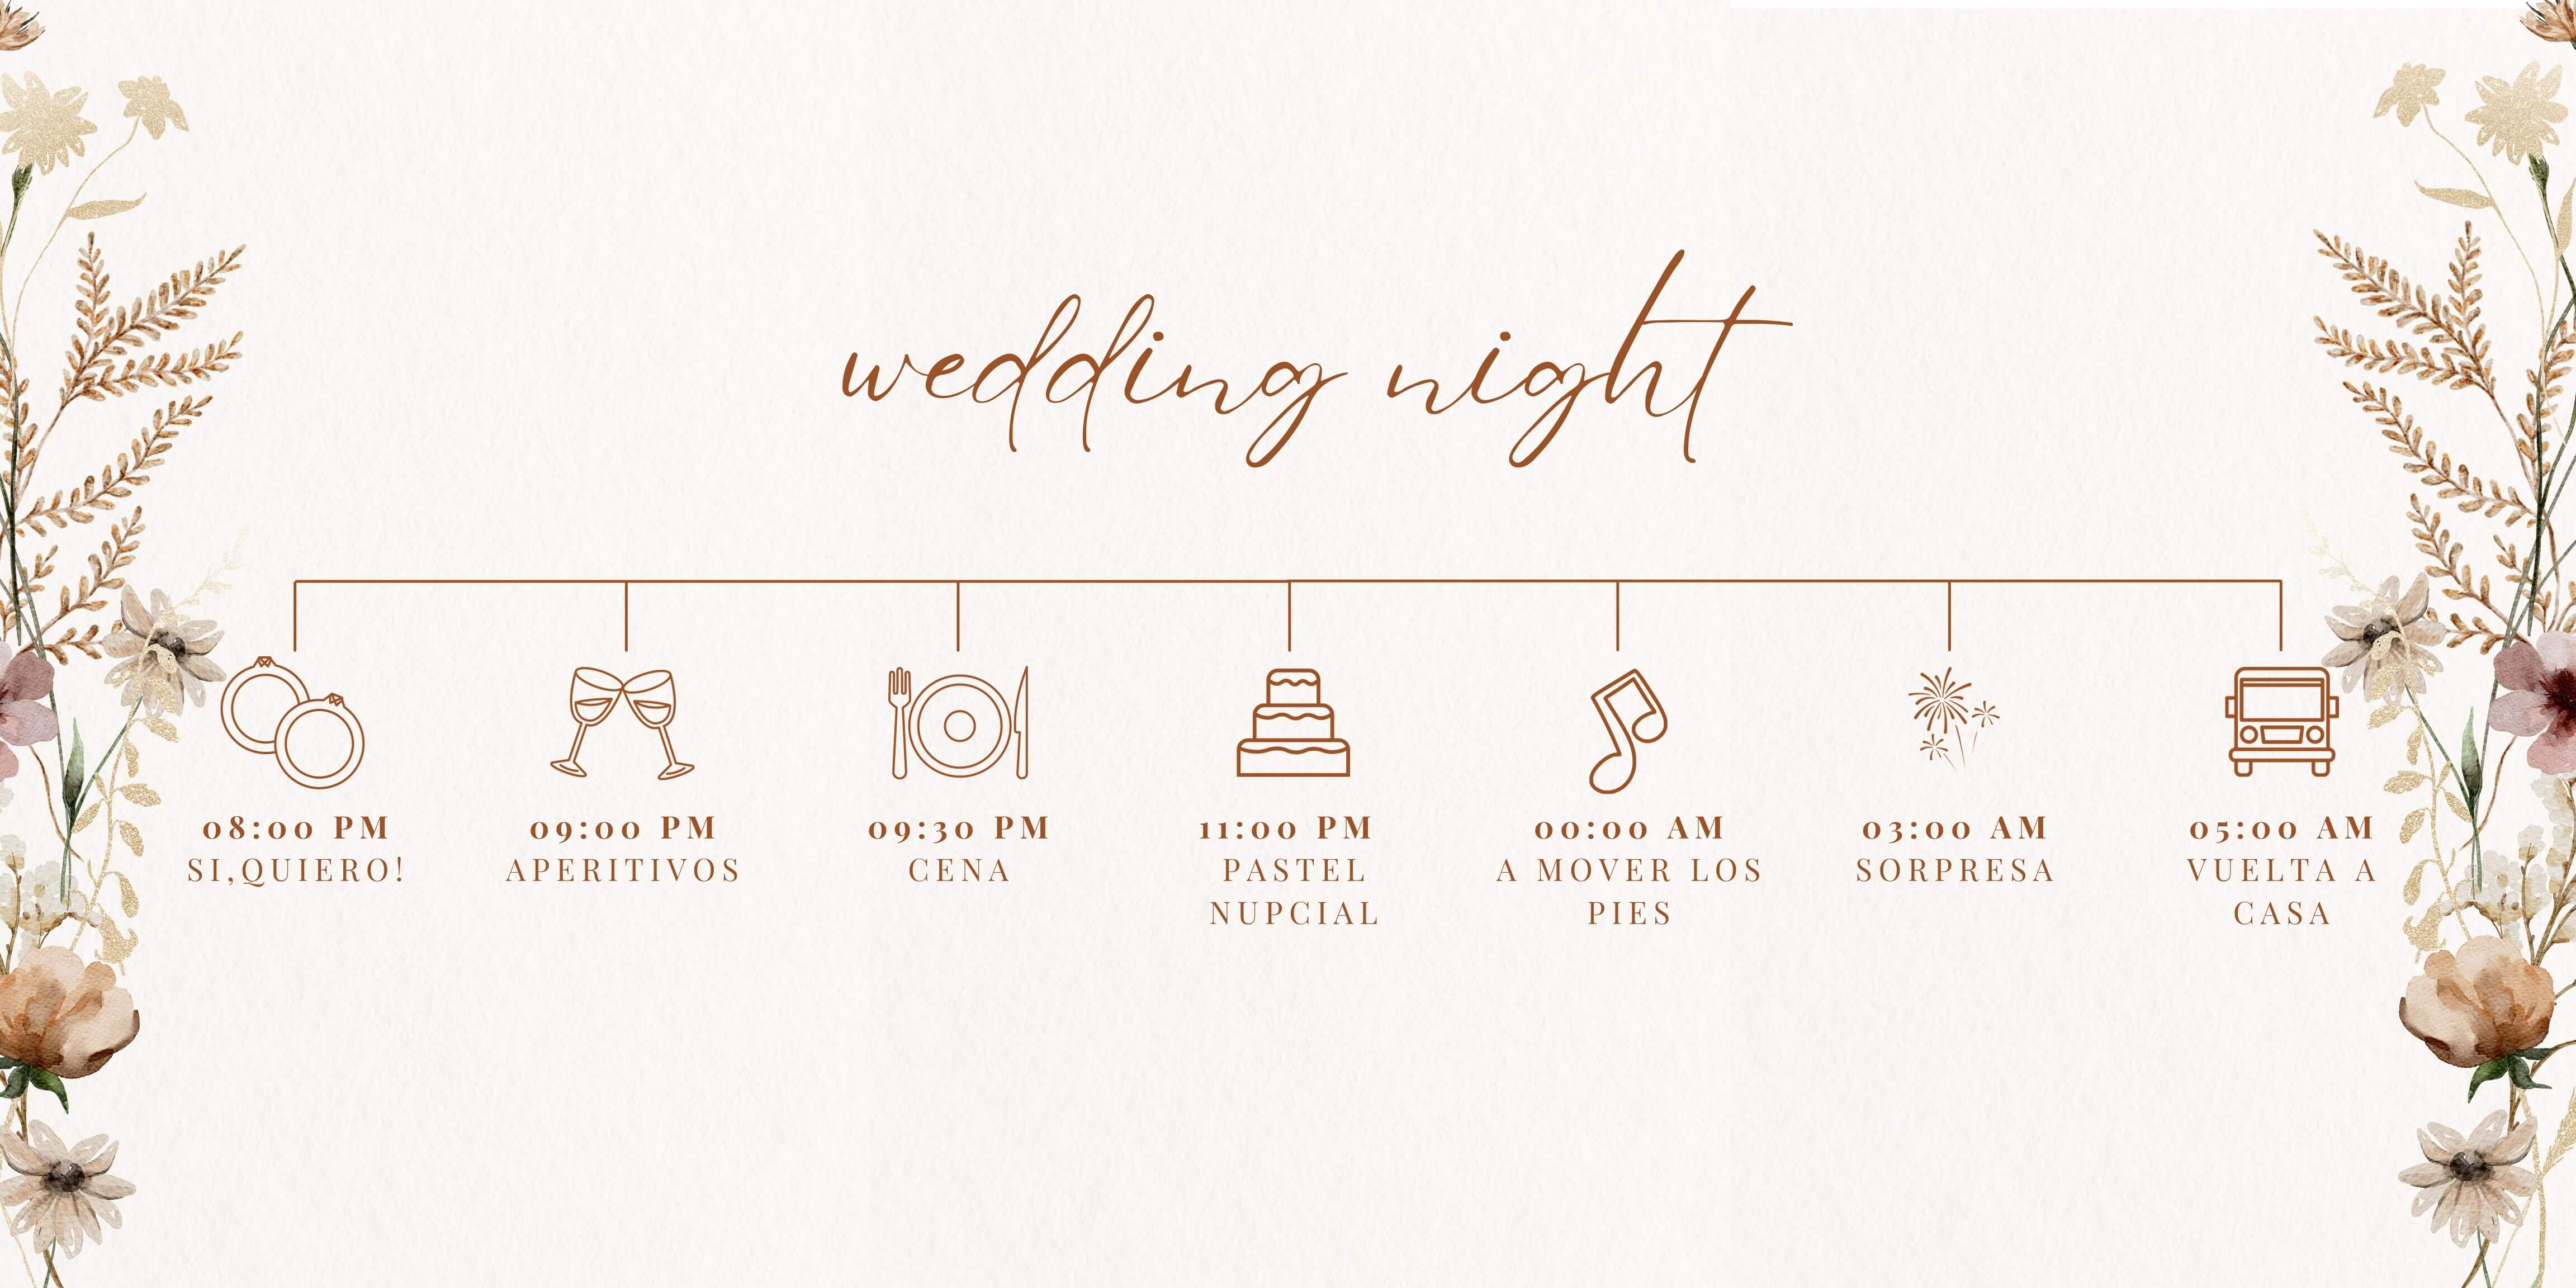 wedding night
08:00 PM
SI,QUIERO!
09:00 PM
APERITIVOS
09:30 PM
CENA
11:00 PM
PASTEL
NUPCIAL
00:00 AM
A MOVER LOS
PIES
03:00 AM
SORPRESA
05:00 AM
VUELTA A
CASA